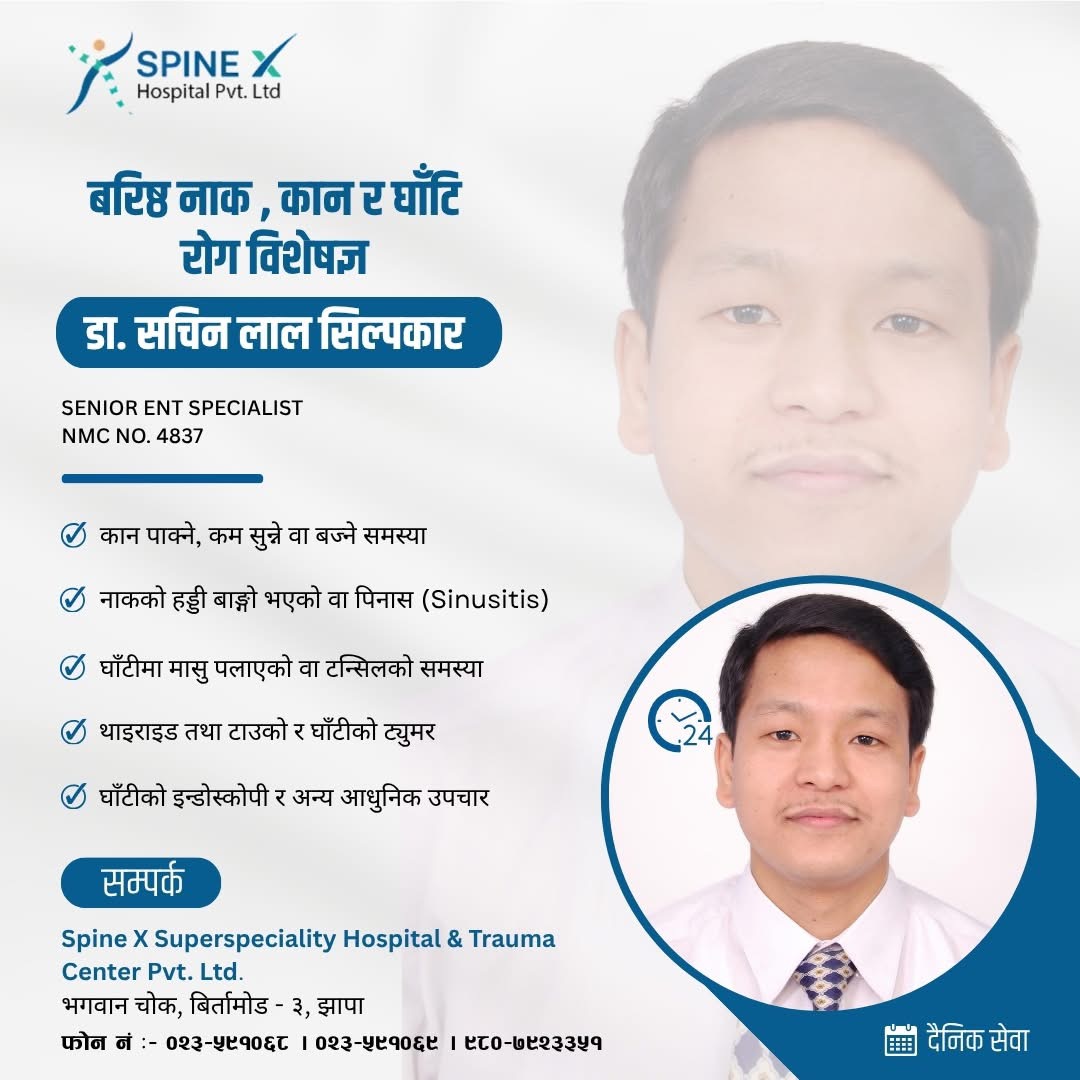 SPINE X
Hospital Pvt. Ltd
बरिष्ठ नाक , कान र घाँटि
रोग विशेषज्ञ
डा. सचिन लाल सिल्पकार
SENIOR ENT SPECIALIST
NMC NO. 4837
कान पाक्ने, कम सुन्ने वा बज्ने समस्या
नाकको हड्डी बाङ्गो भएको वा पिनास (Sinusitis)
घाँटीमा मासु पलाएको वा टन्सिलको समस्या
थाइराइड तथा टाउको र घाँटीको ट्युमर
घाँटीको इन्डोस्कोपी र अन्य आधुनिक उपचार
24
सम्पर्क
Spine X Superspeciality Hospital & Trauma
Center Pvt. Ltd.
भगवान चोक, बिर्तामोड - ३, झापा
फोन नं :- ०२३-५९१०६८ । ०२३-५९१०६९ । ९८०-७९२३३५१
दैनिक सेवा